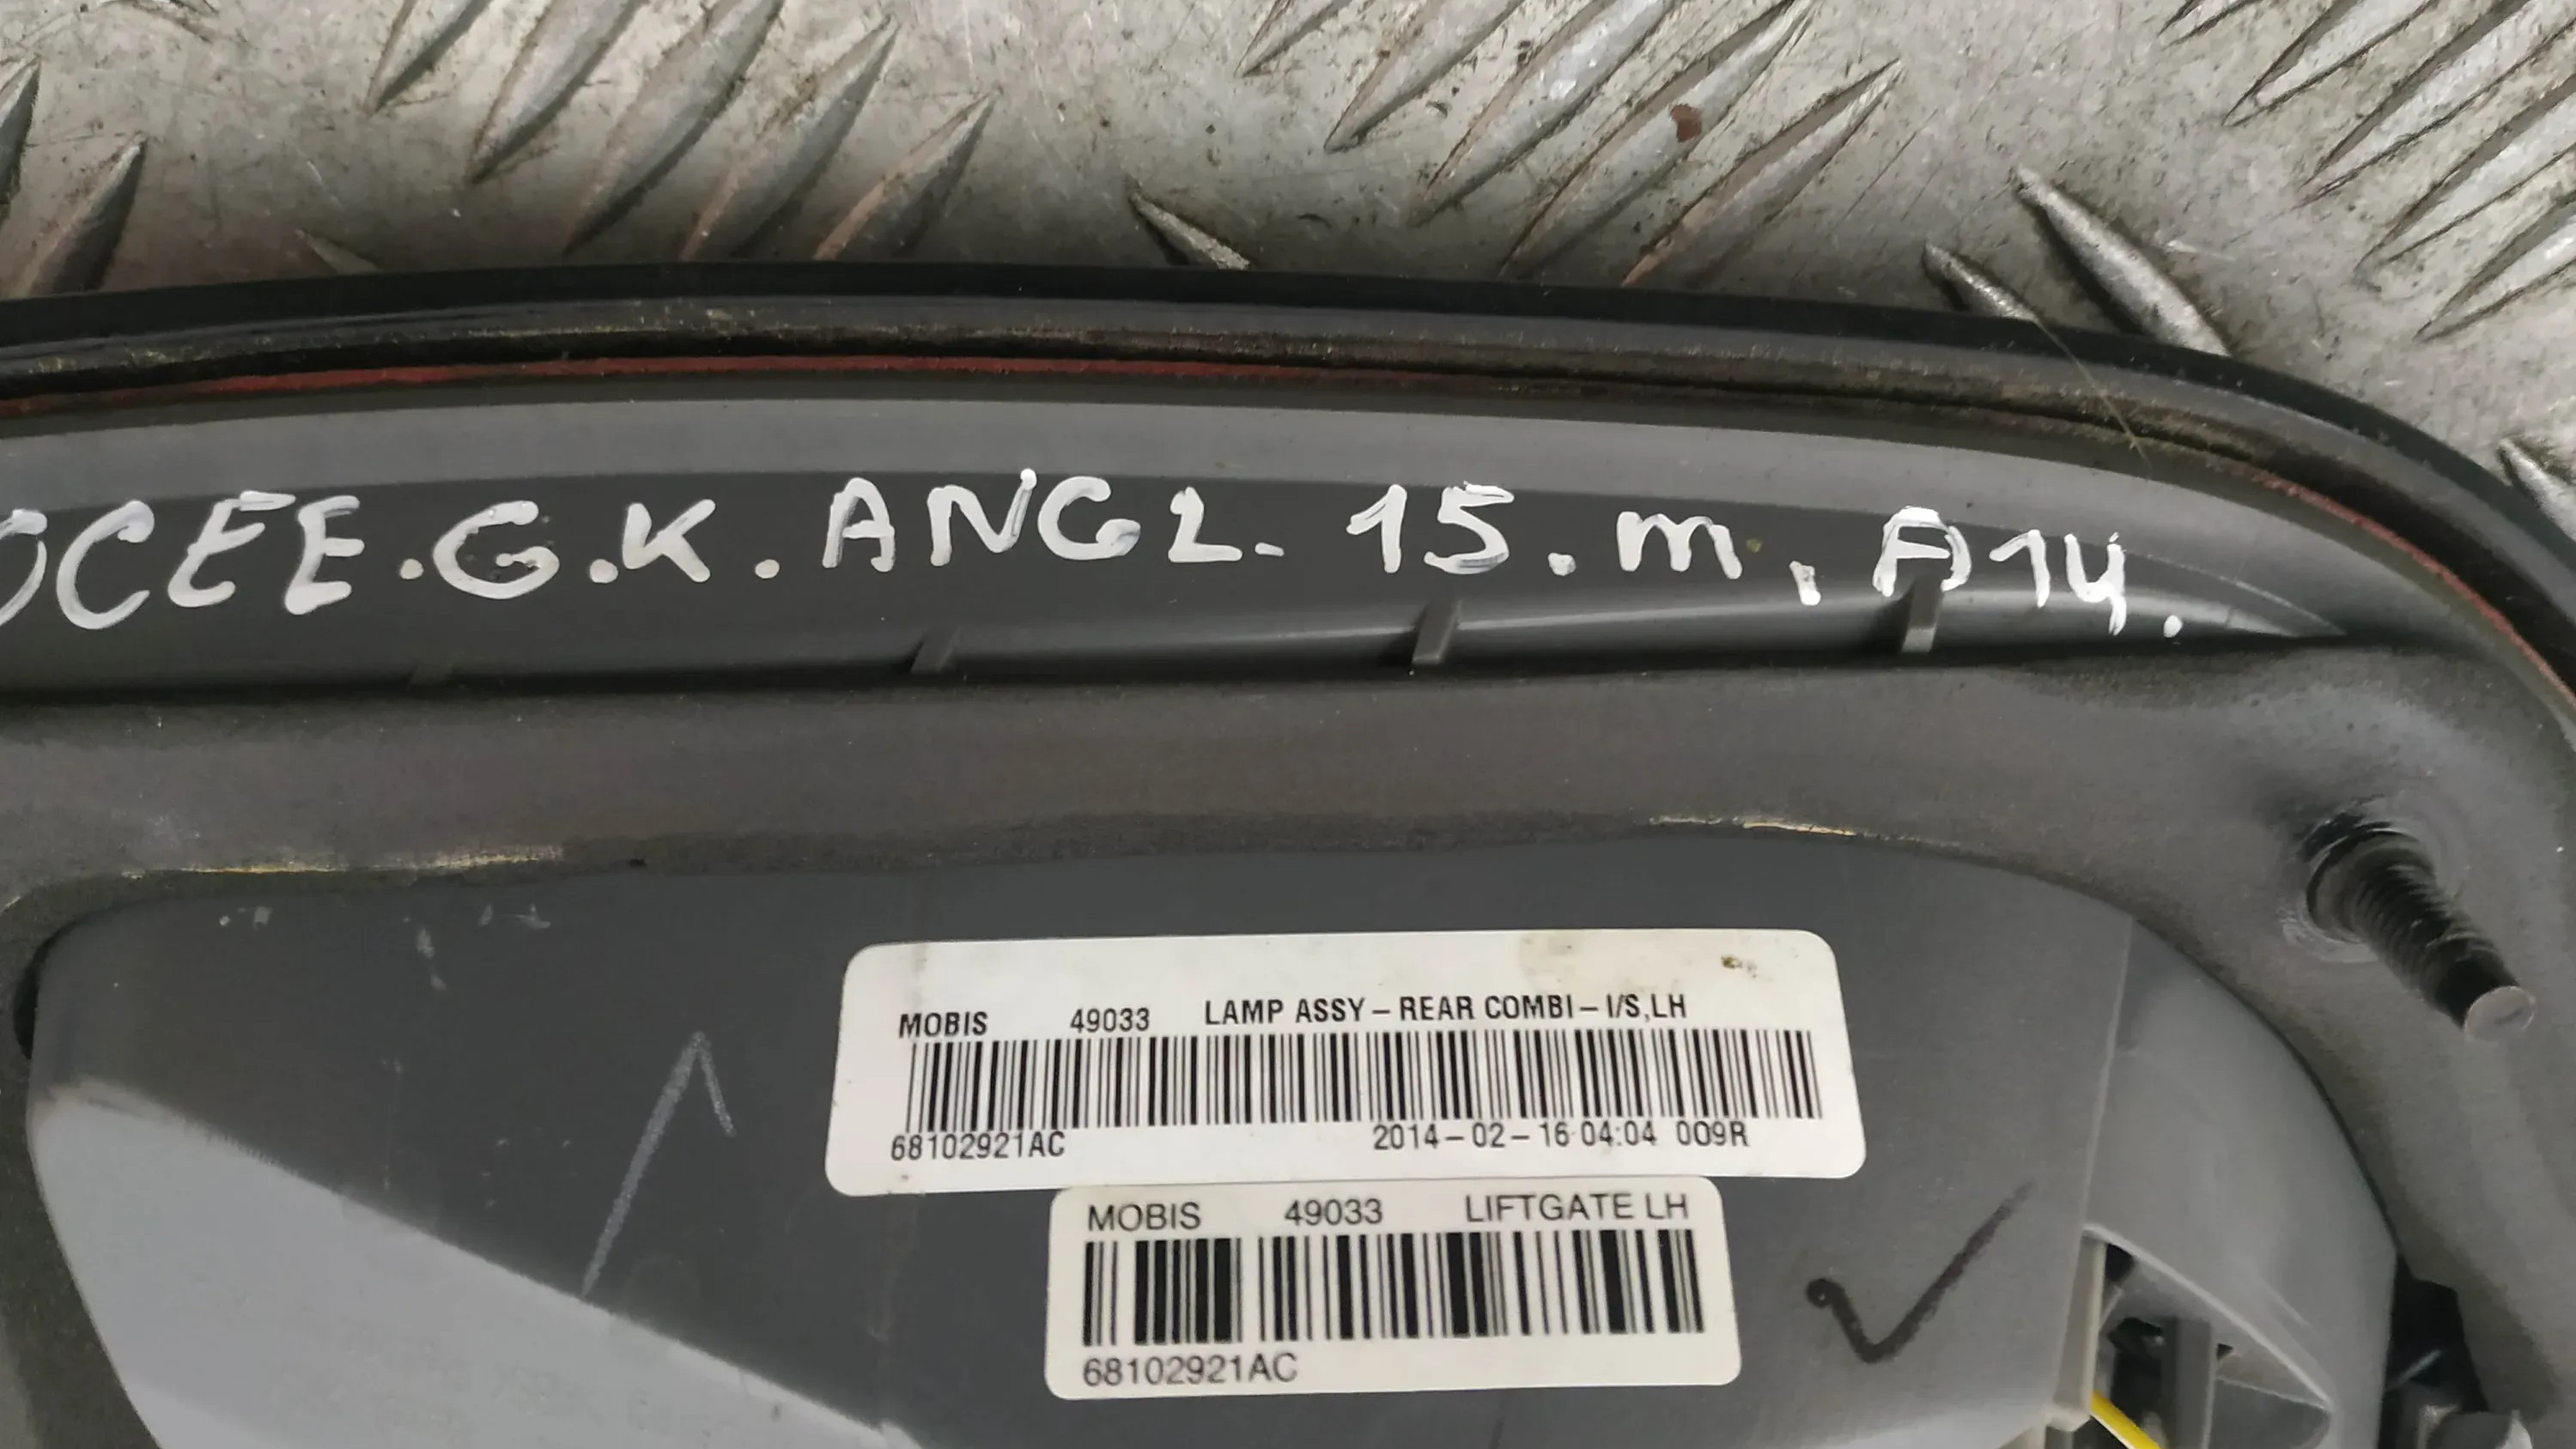 OCEE.G.K.ANGL. 15.m. A14.
MOBIS 49033 LAMP ASSY-REAR COMBI-I/S,LH
68102921AC 2014-02-16 04:04 009R
MOBIS 49033 LIFTGATE LH
68102921AC